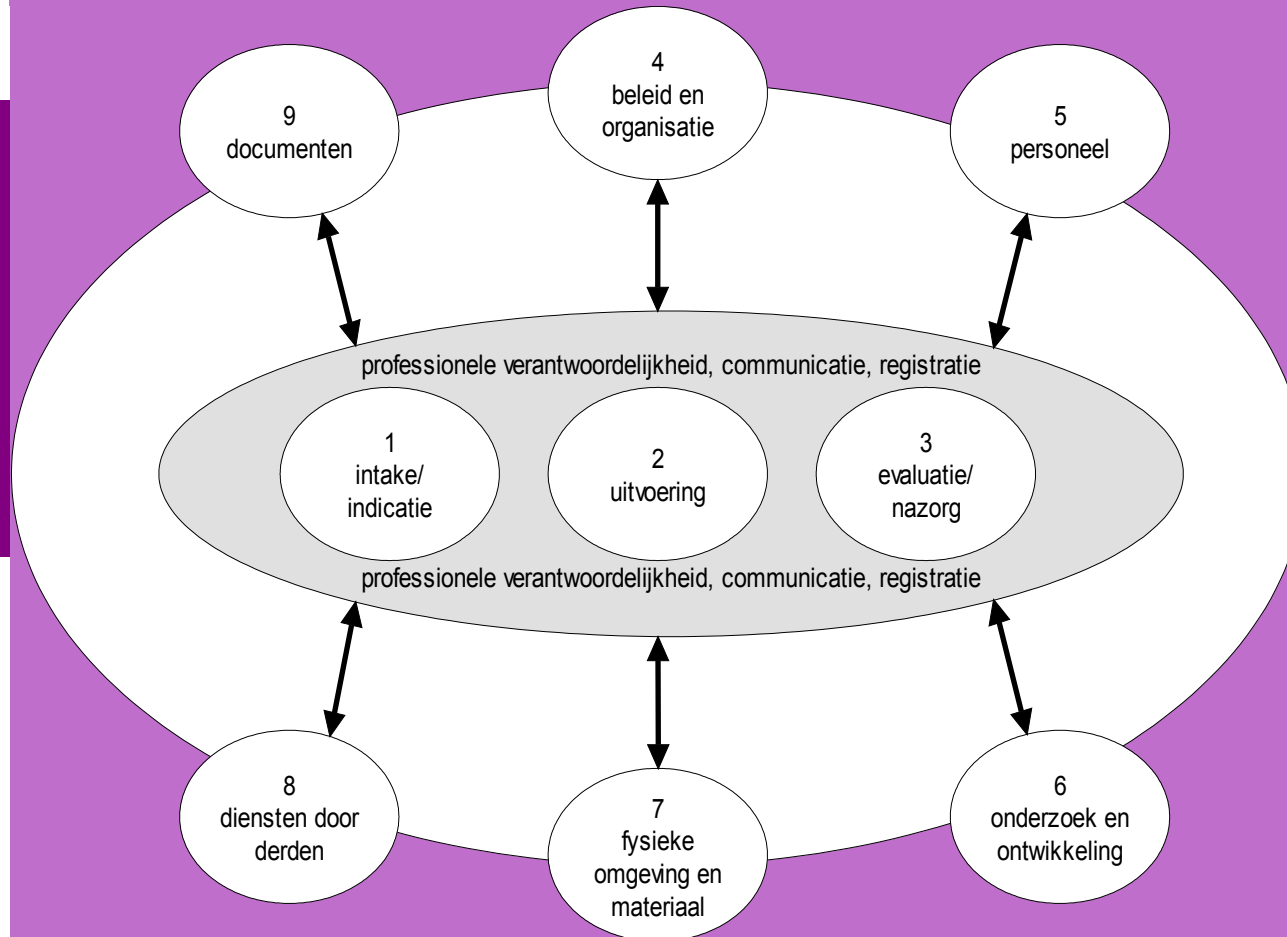 4
beleid en
organisatie
9
documenten
5
personeel
professionele verantwoordelijkheid, communicatie, registratie
1
intake/
indicatie
2
uitvoering
3
evaluatie/
nazorg
professionele verantwoordelijkheid, communicatie, registratie
8
diensten door
derden
7
fysieke
omgeving en
materiaal
6
onderzoek en
ontwikkeling